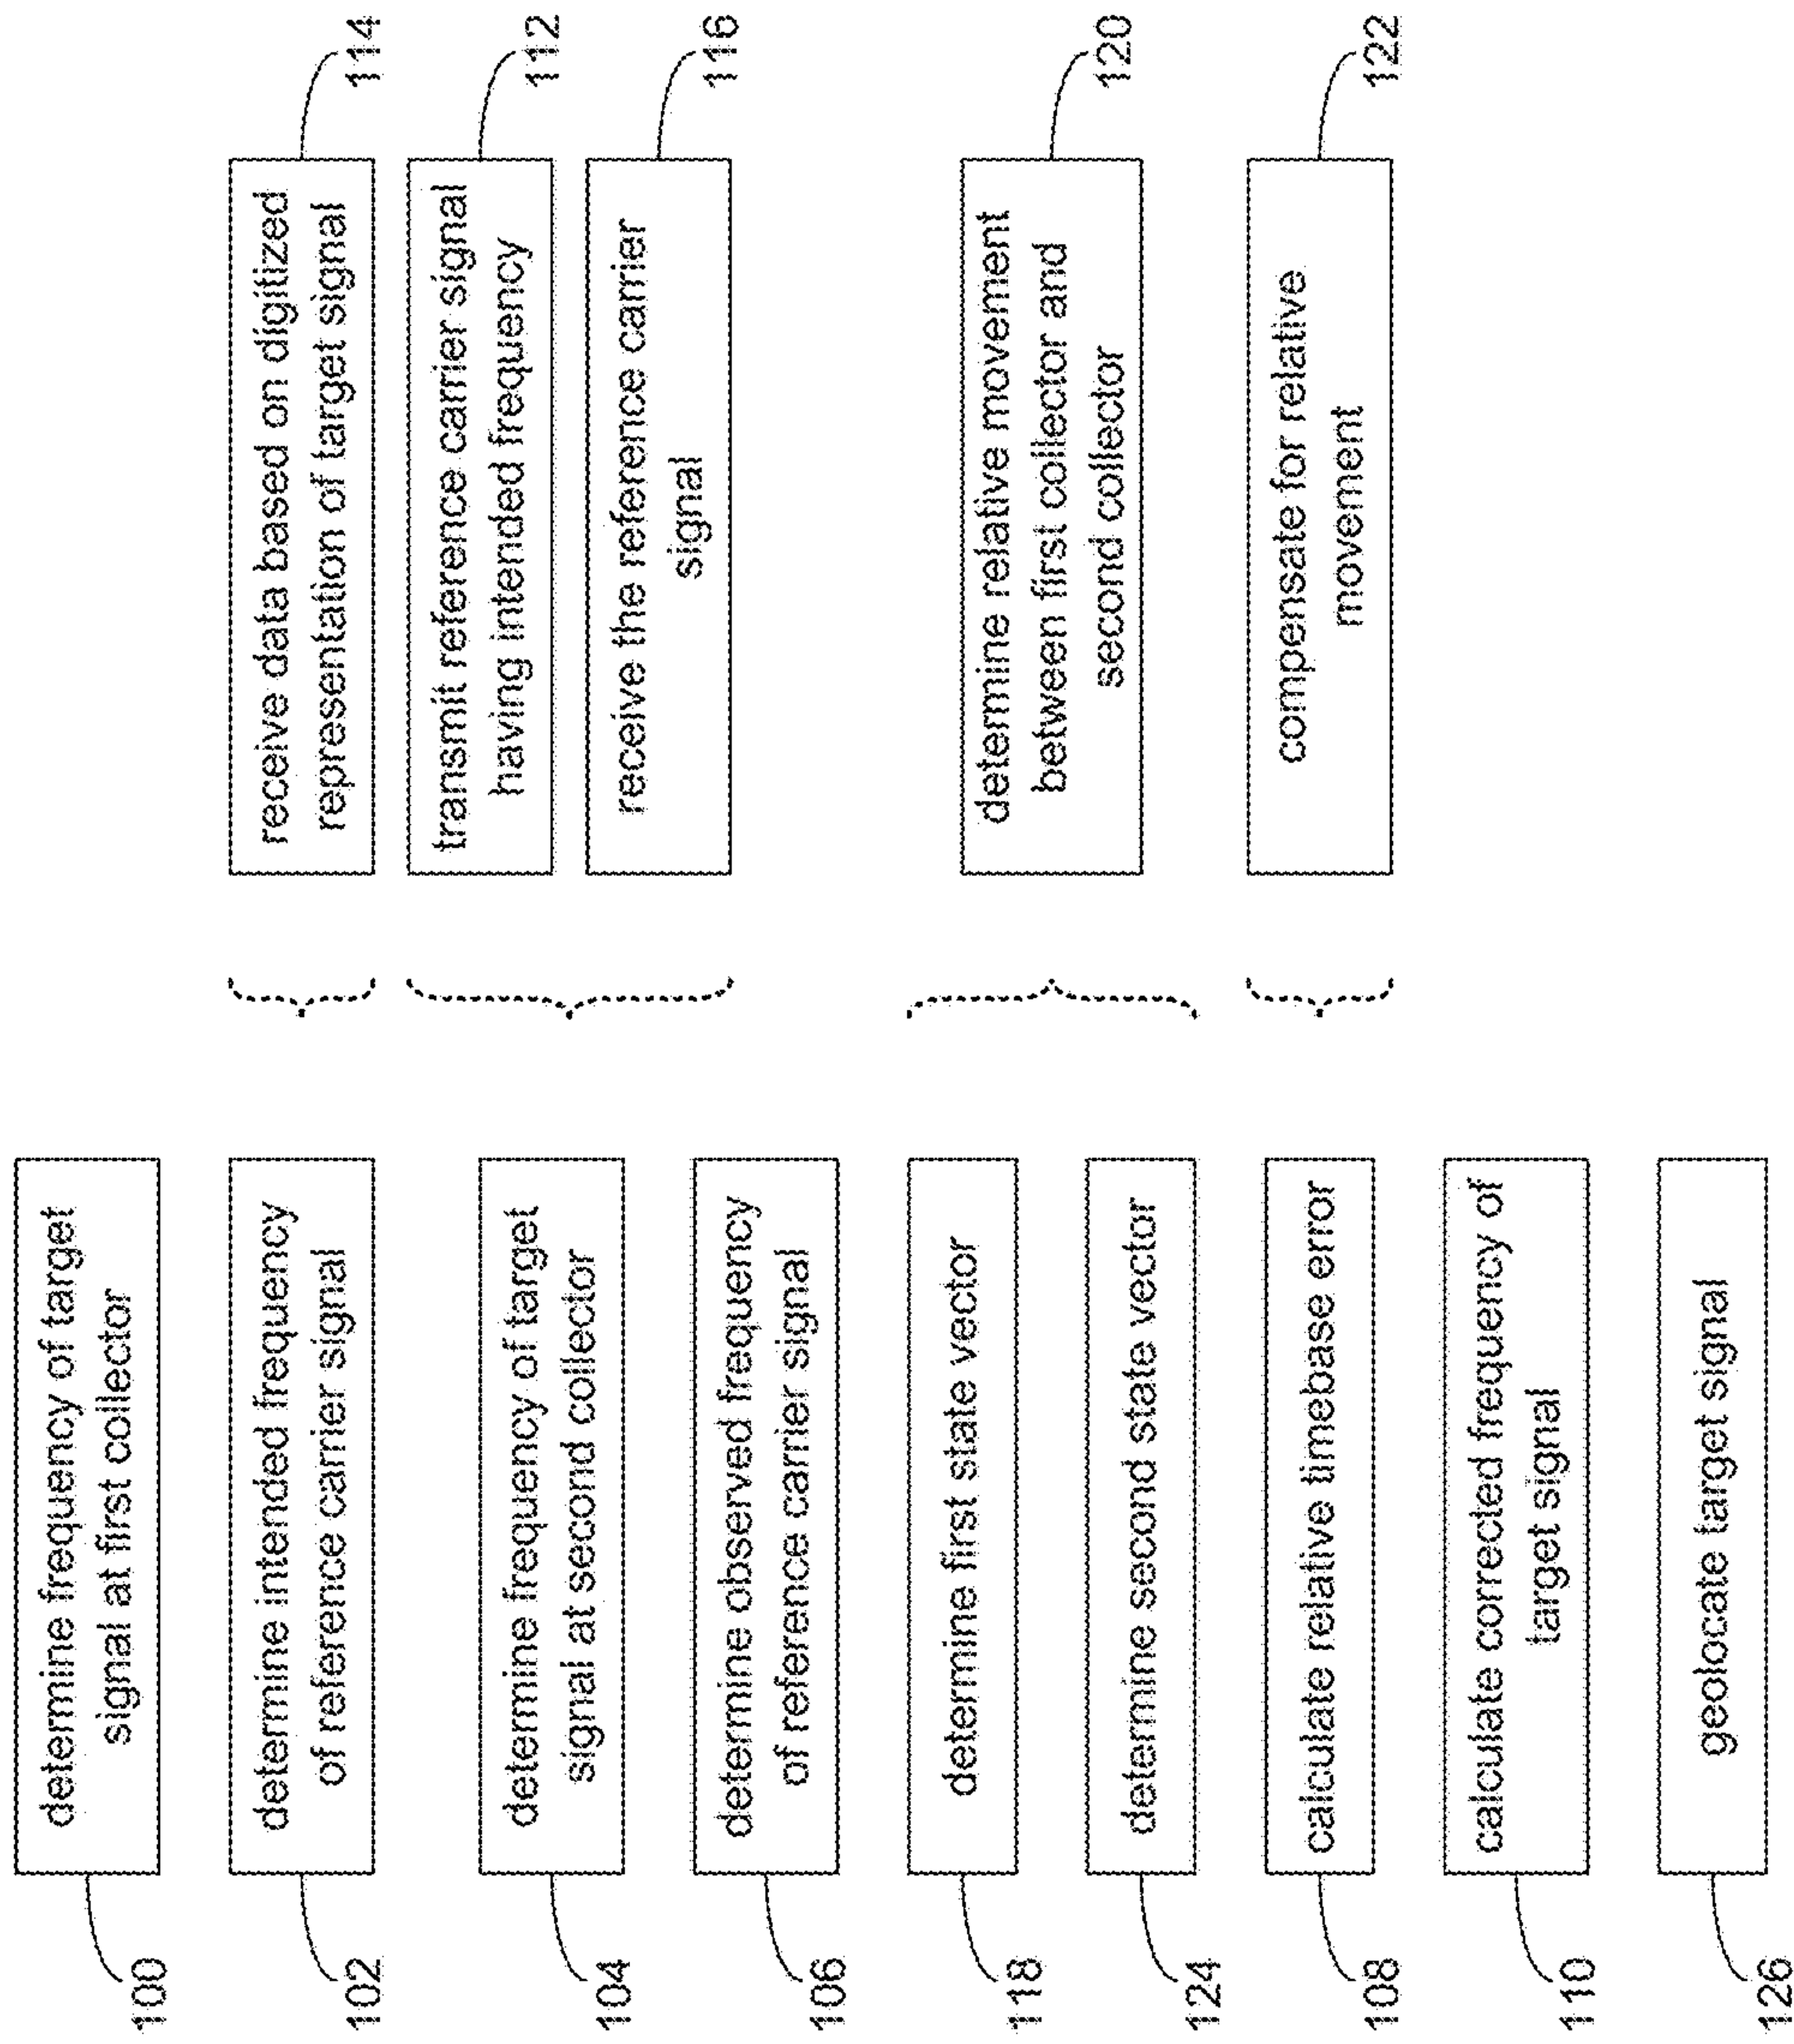 100
determine frequency of target
signal at first collector
102
determine intended frequency
of reference carrier signal
104
determine frequency of target
signal at second collector
106
determine observed frequency
of reference carrier signal
118
determine first state vector
124
determine second state vector
108
calculate relative timebase error
110
calculate corrected frequency of
target signal
126
geolocate target signal
receive data based on digitized
representation of target signal
114
transmit reference carrier signal
having intended frequency
112
receive the reference carrier
signal
116
determine relative movement
between first collector and
second collector
120
compensate for relative
movement
122